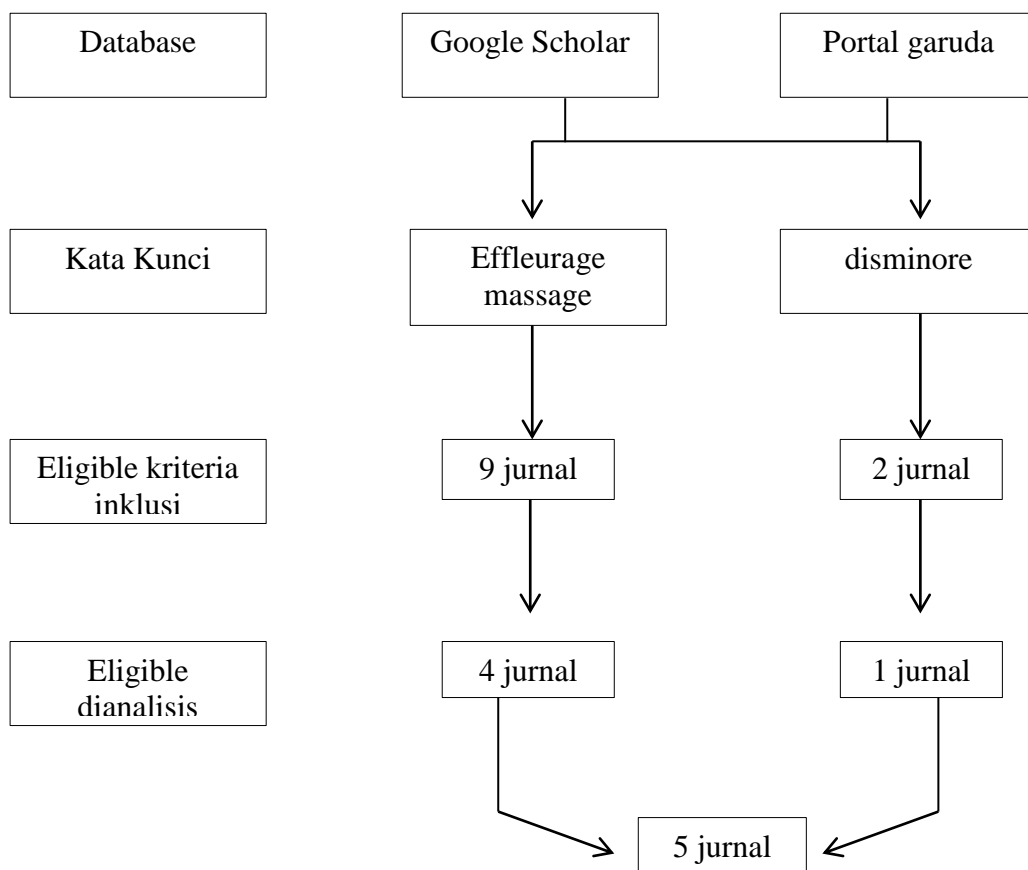 Database
Google Scholar
Portal garuda
Kata Kunci
Effleurage
massage
disminore
Eligible kriteria
inklusi
9 jurnal
2 jurnal
Eligible
dianalisis
4 jurnal
1 jurnal
5 jurnal